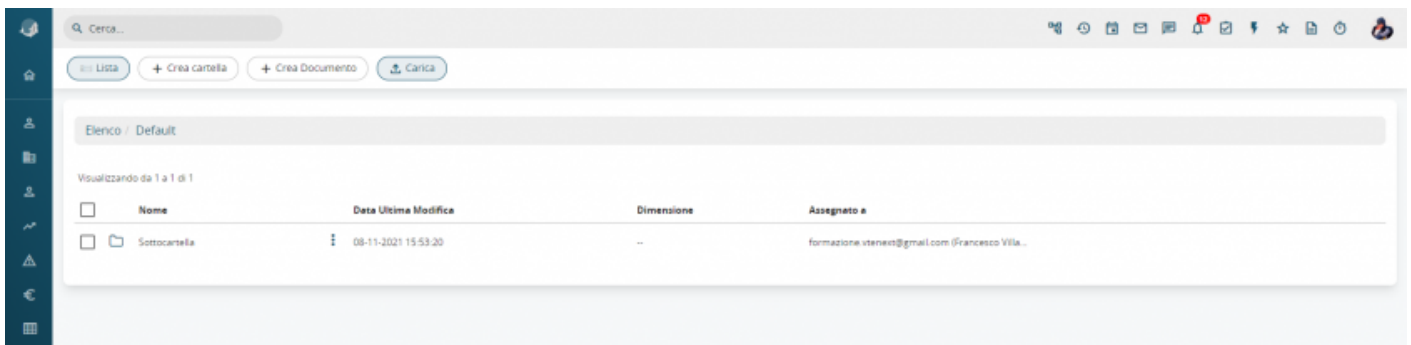 Cerca...
Lista + Crea cartella + Crea Documento Carica
Elenco / Default
Visualizzando da 1 a 1 di 1
Nome Data Ultima Modifica Dimensione Assegnato a
Sottocartella 08-11-2021 15:53:20 -- formazione.vtenext@gmail.com (Francesco Villa...